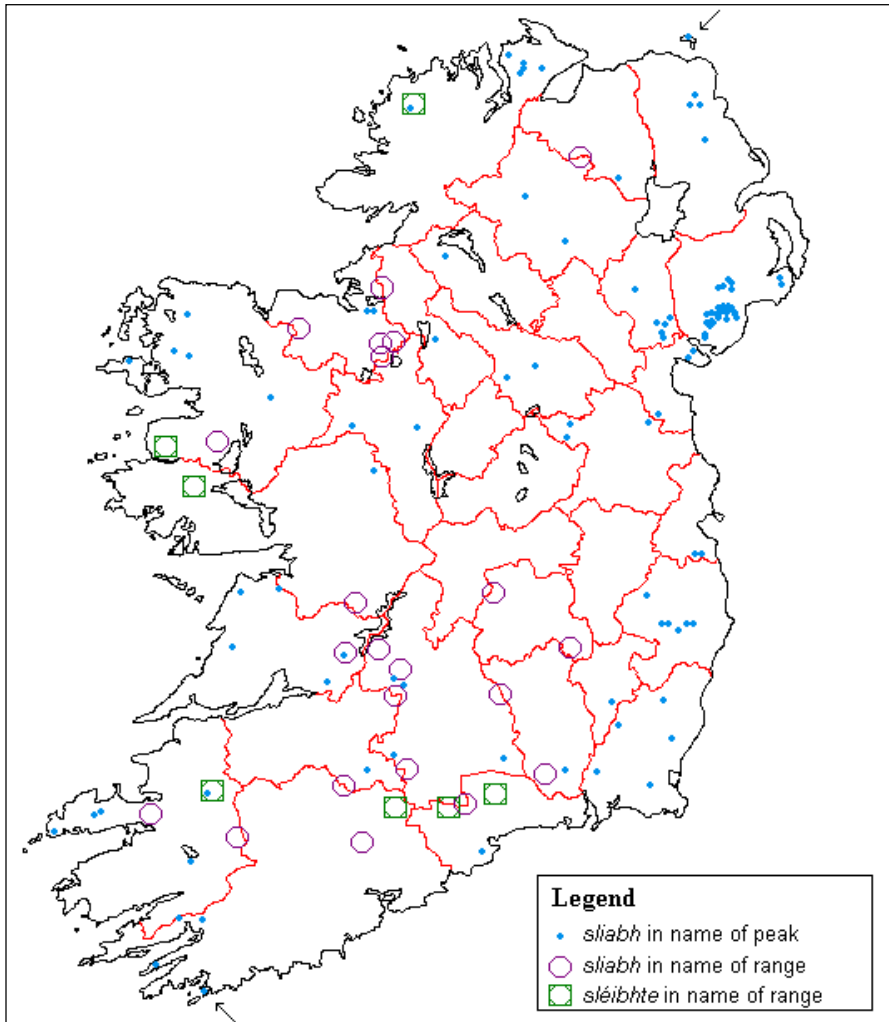 Legend
sliabh in name of peak
sliabh in name of range
sléibhte in name of range